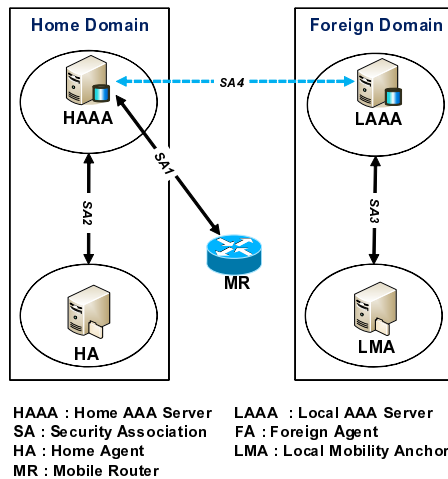 Home Domain
Foreign Domain
HAAA
SA4
LAAA
SA1
SA2
SA3
MR
HA
LMA
HAAA : Home AAA Server
LAAA : Local AAA Server
SA : Security Association
FA : Foreign Agent
HA : Home Agent
LMA : Local Mobility Anchor
MR : Mobile Router